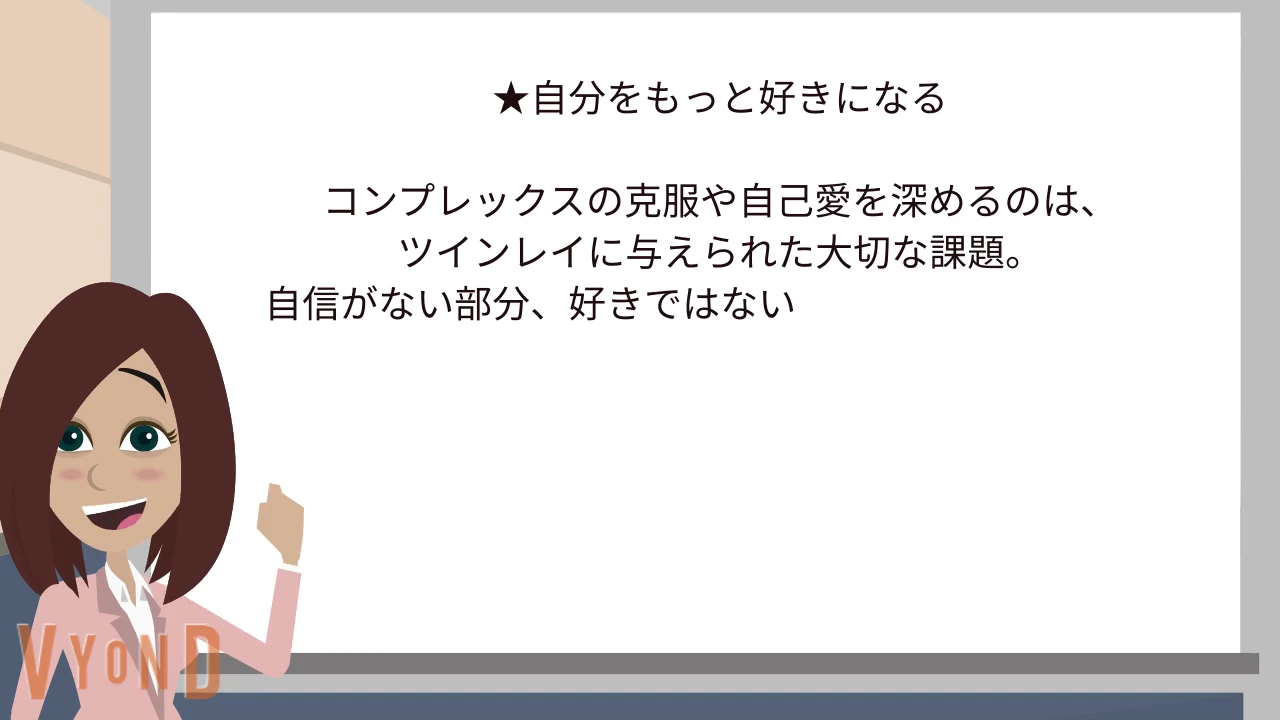 ★自分をもっと好きになる
コンプレックスの克服や自己愛を深めるのは、
ツインレイに与えられた大切な課題。
自信がない部分、好きではない
VYOND